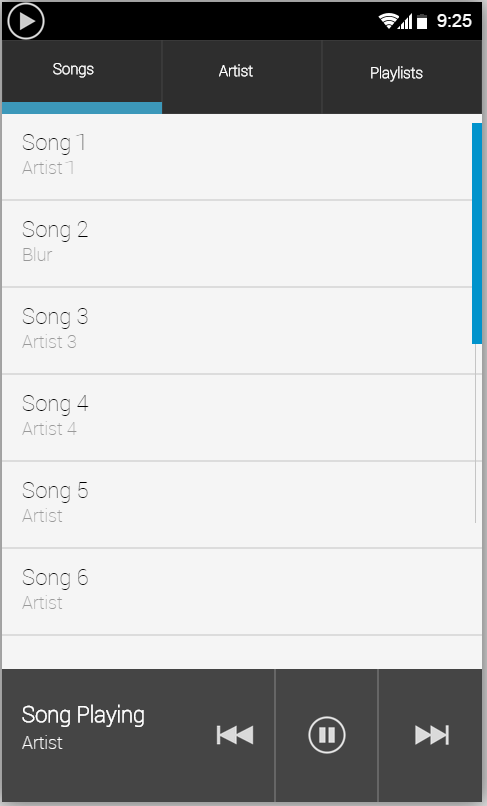 9:25
Songs Artist Playlists
Song 1
Artist 1
Song 2
Blur
Song 3
Artist 3
Song 4
Artist 4
Song 5
Artist
Song 6
Artist
Song Playing
Artist